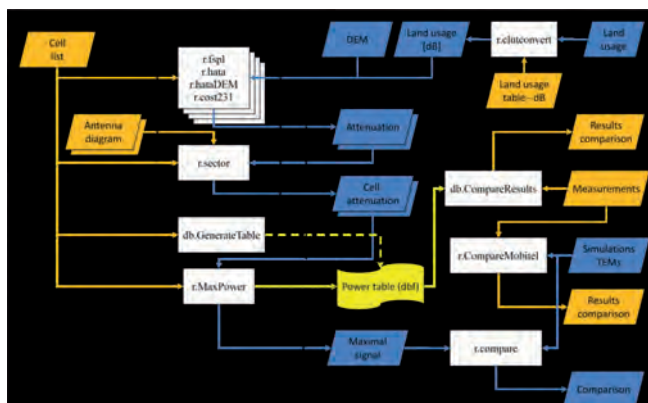 Cell
list
r.fspl
r.hata
r.hataDEM
r.cost231
DEM
Land usage
[dB]
r.clutconvert
Land
usage
Land usage
table--dB
Antenna
diagram
Attenuation
Results
comparison
r.sector
Cell
attenuation
db.CompareResults
Measurements
db.GenerateTable
r.CompareMobitel
Simulations
TEMs
r.MaxPower
Power table (dbf)
Results
comparison
Maximal
signal
r.compare
Comparison